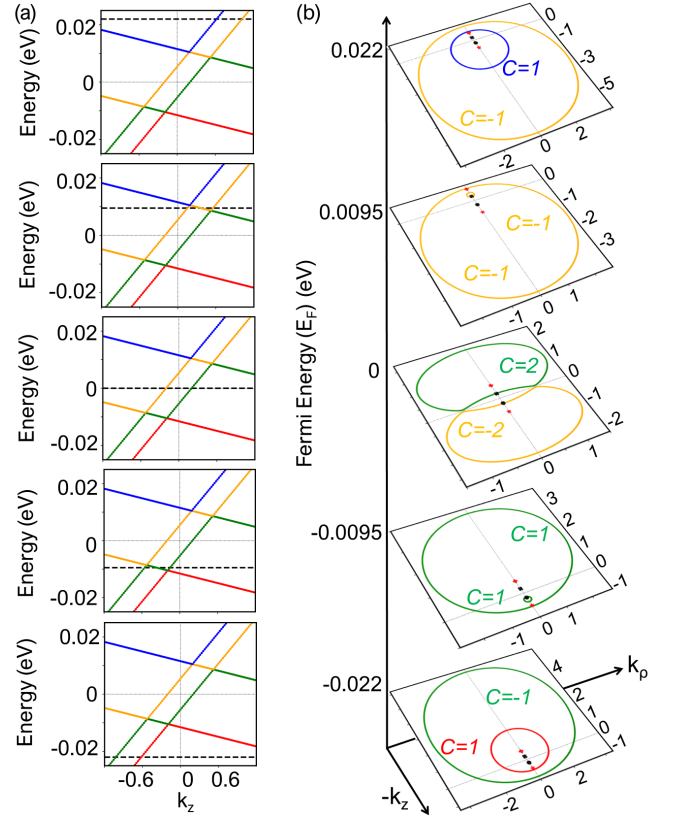 (a)
Energy (eV)
0.02
0
-0.02
Energy (eV)
0.02
0
-0.02
Energy (eV)
0.02
0
-0.02
Energy (eV)
0.02
0
-0.02
Energy (eV)
0.02
0
-0.02
-0.6 0.2 0.6
k_z
(b)
Fermi Energy (E_F) (eV)
0.022
C=1
C=-1
-2 0 2
-1 -3 -5
0.0095
C=-1
C=-1
-1 0 1
0 -1 -2 -3
0
C=2
C=-2
-1 0 1
2 1 0 -1 -2
-0.0095
C=1
C=1
-1 0 1
3 2 1 0 -1
-0.022
C=-1
C=1
-2 0 2
4 2 1 0 -1
k_ρ
-k_z